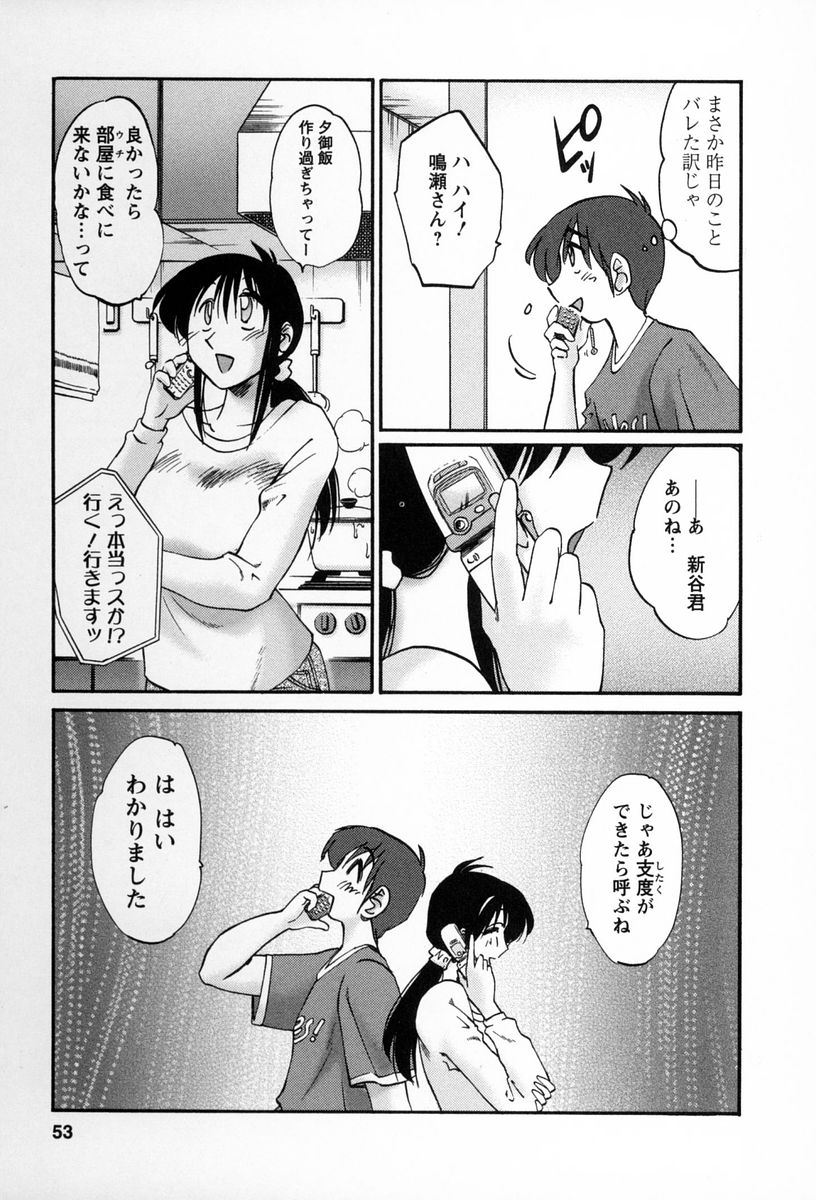 まさか昨日のこと
バレた訳じゃ
ピピッ
ハ ハイ!
鳴瀬さん?
──あ 新谷君
あのね…
夕御飯
作り過ぎちゃってー
良かったら
部屋に食べに
ウチ
来ないかな…って
えっ本当っスか!?
行く!行きますッ
じゃあ支度が
したく
できたら呼ぶね
は はい
わかりました
53